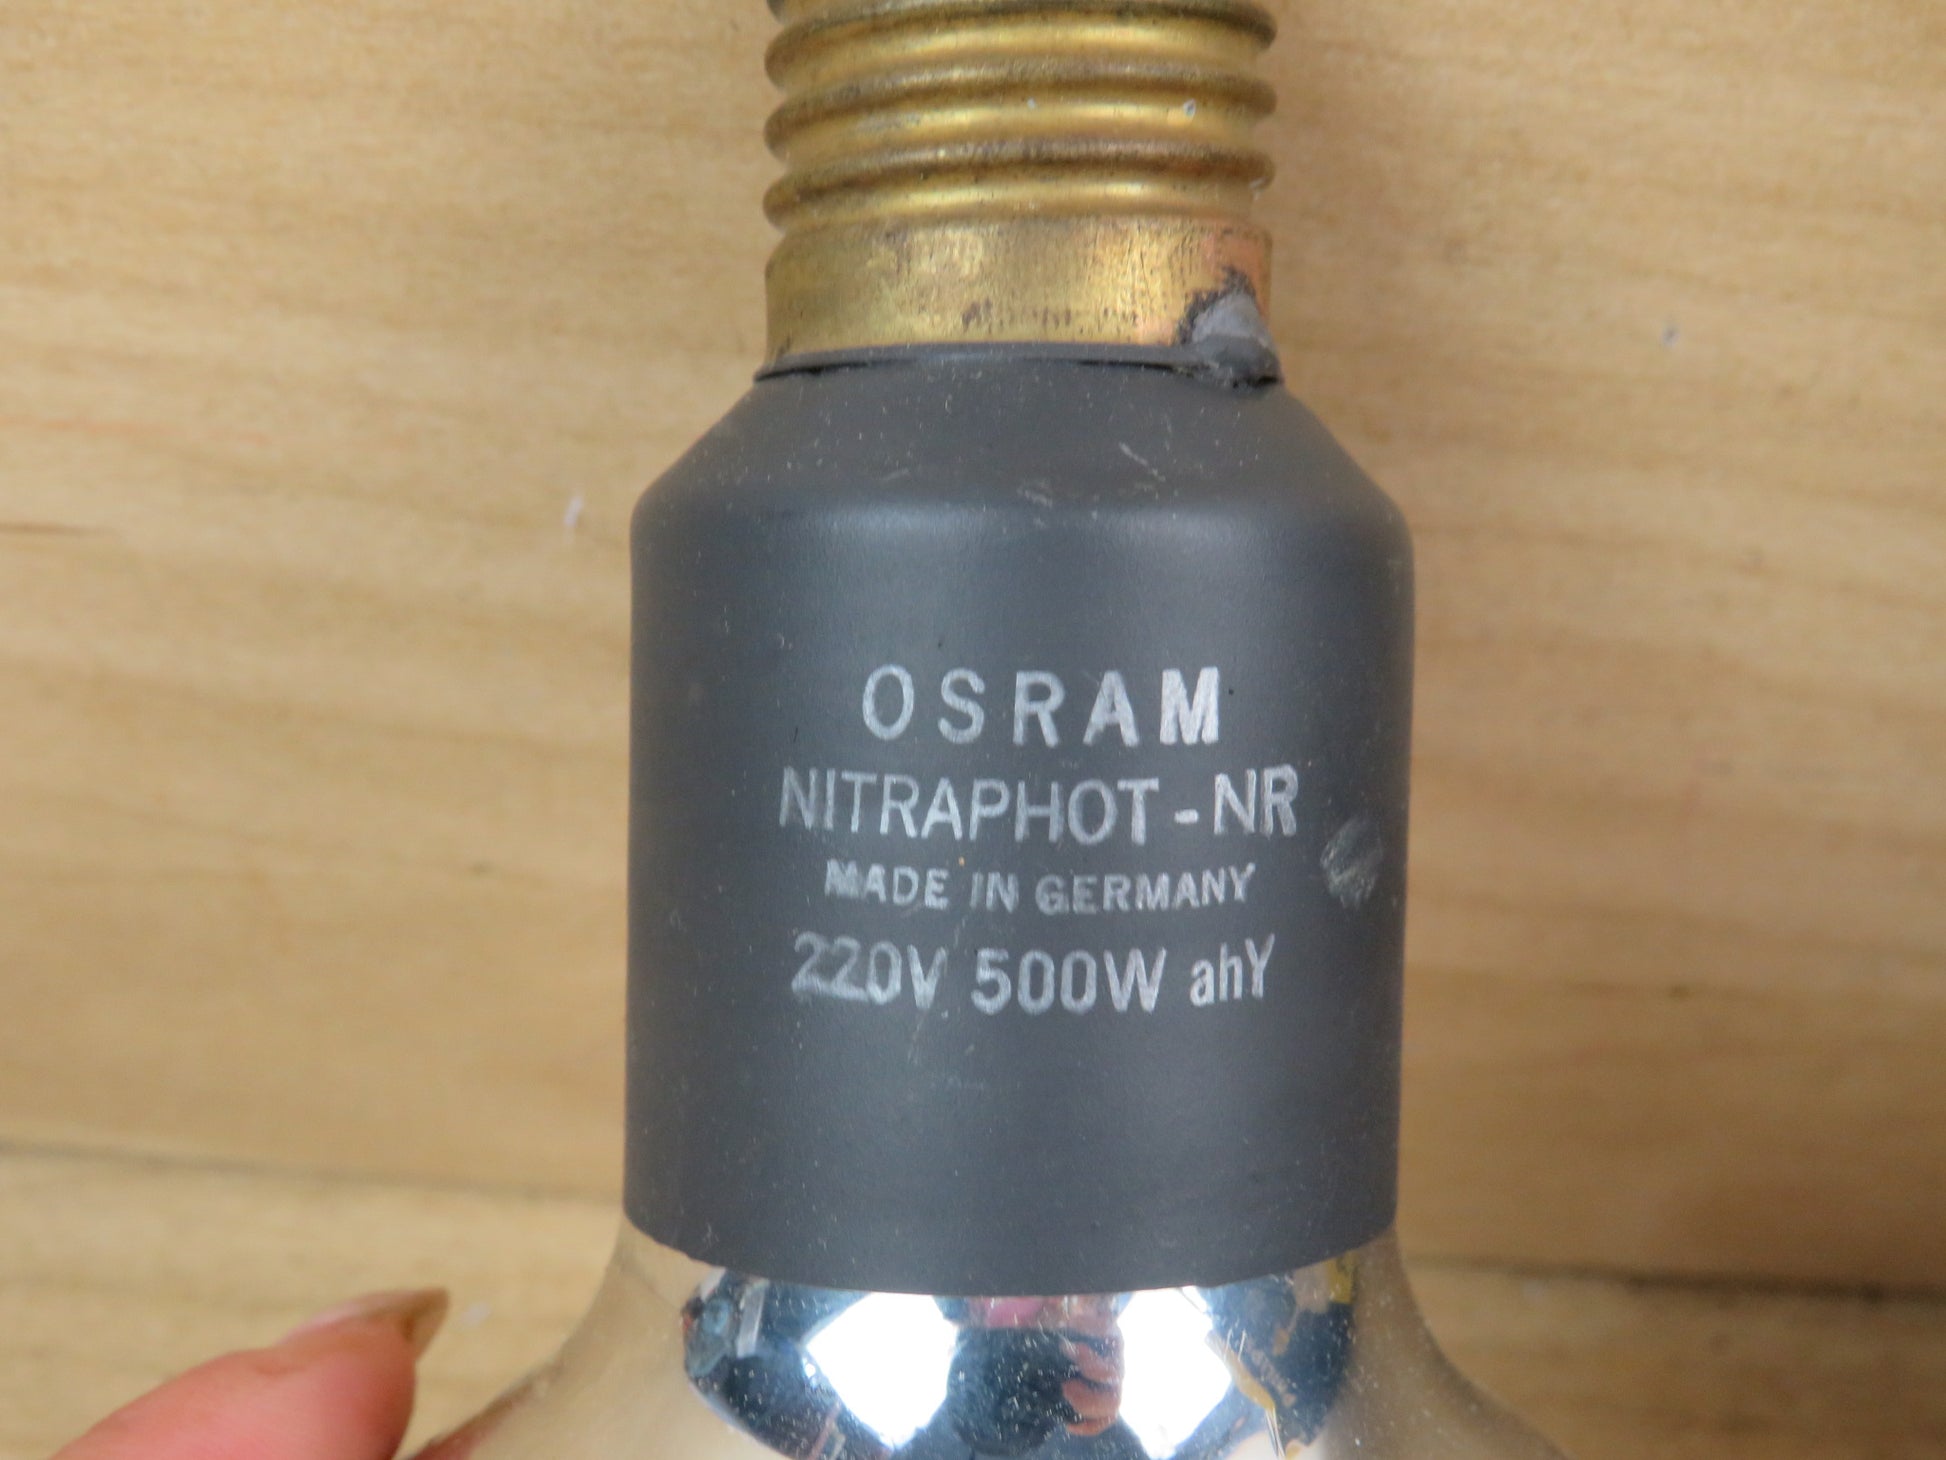 OSRAM
NITRAPHOT-NR
MADE IN GERMANY
220V 500W ahY